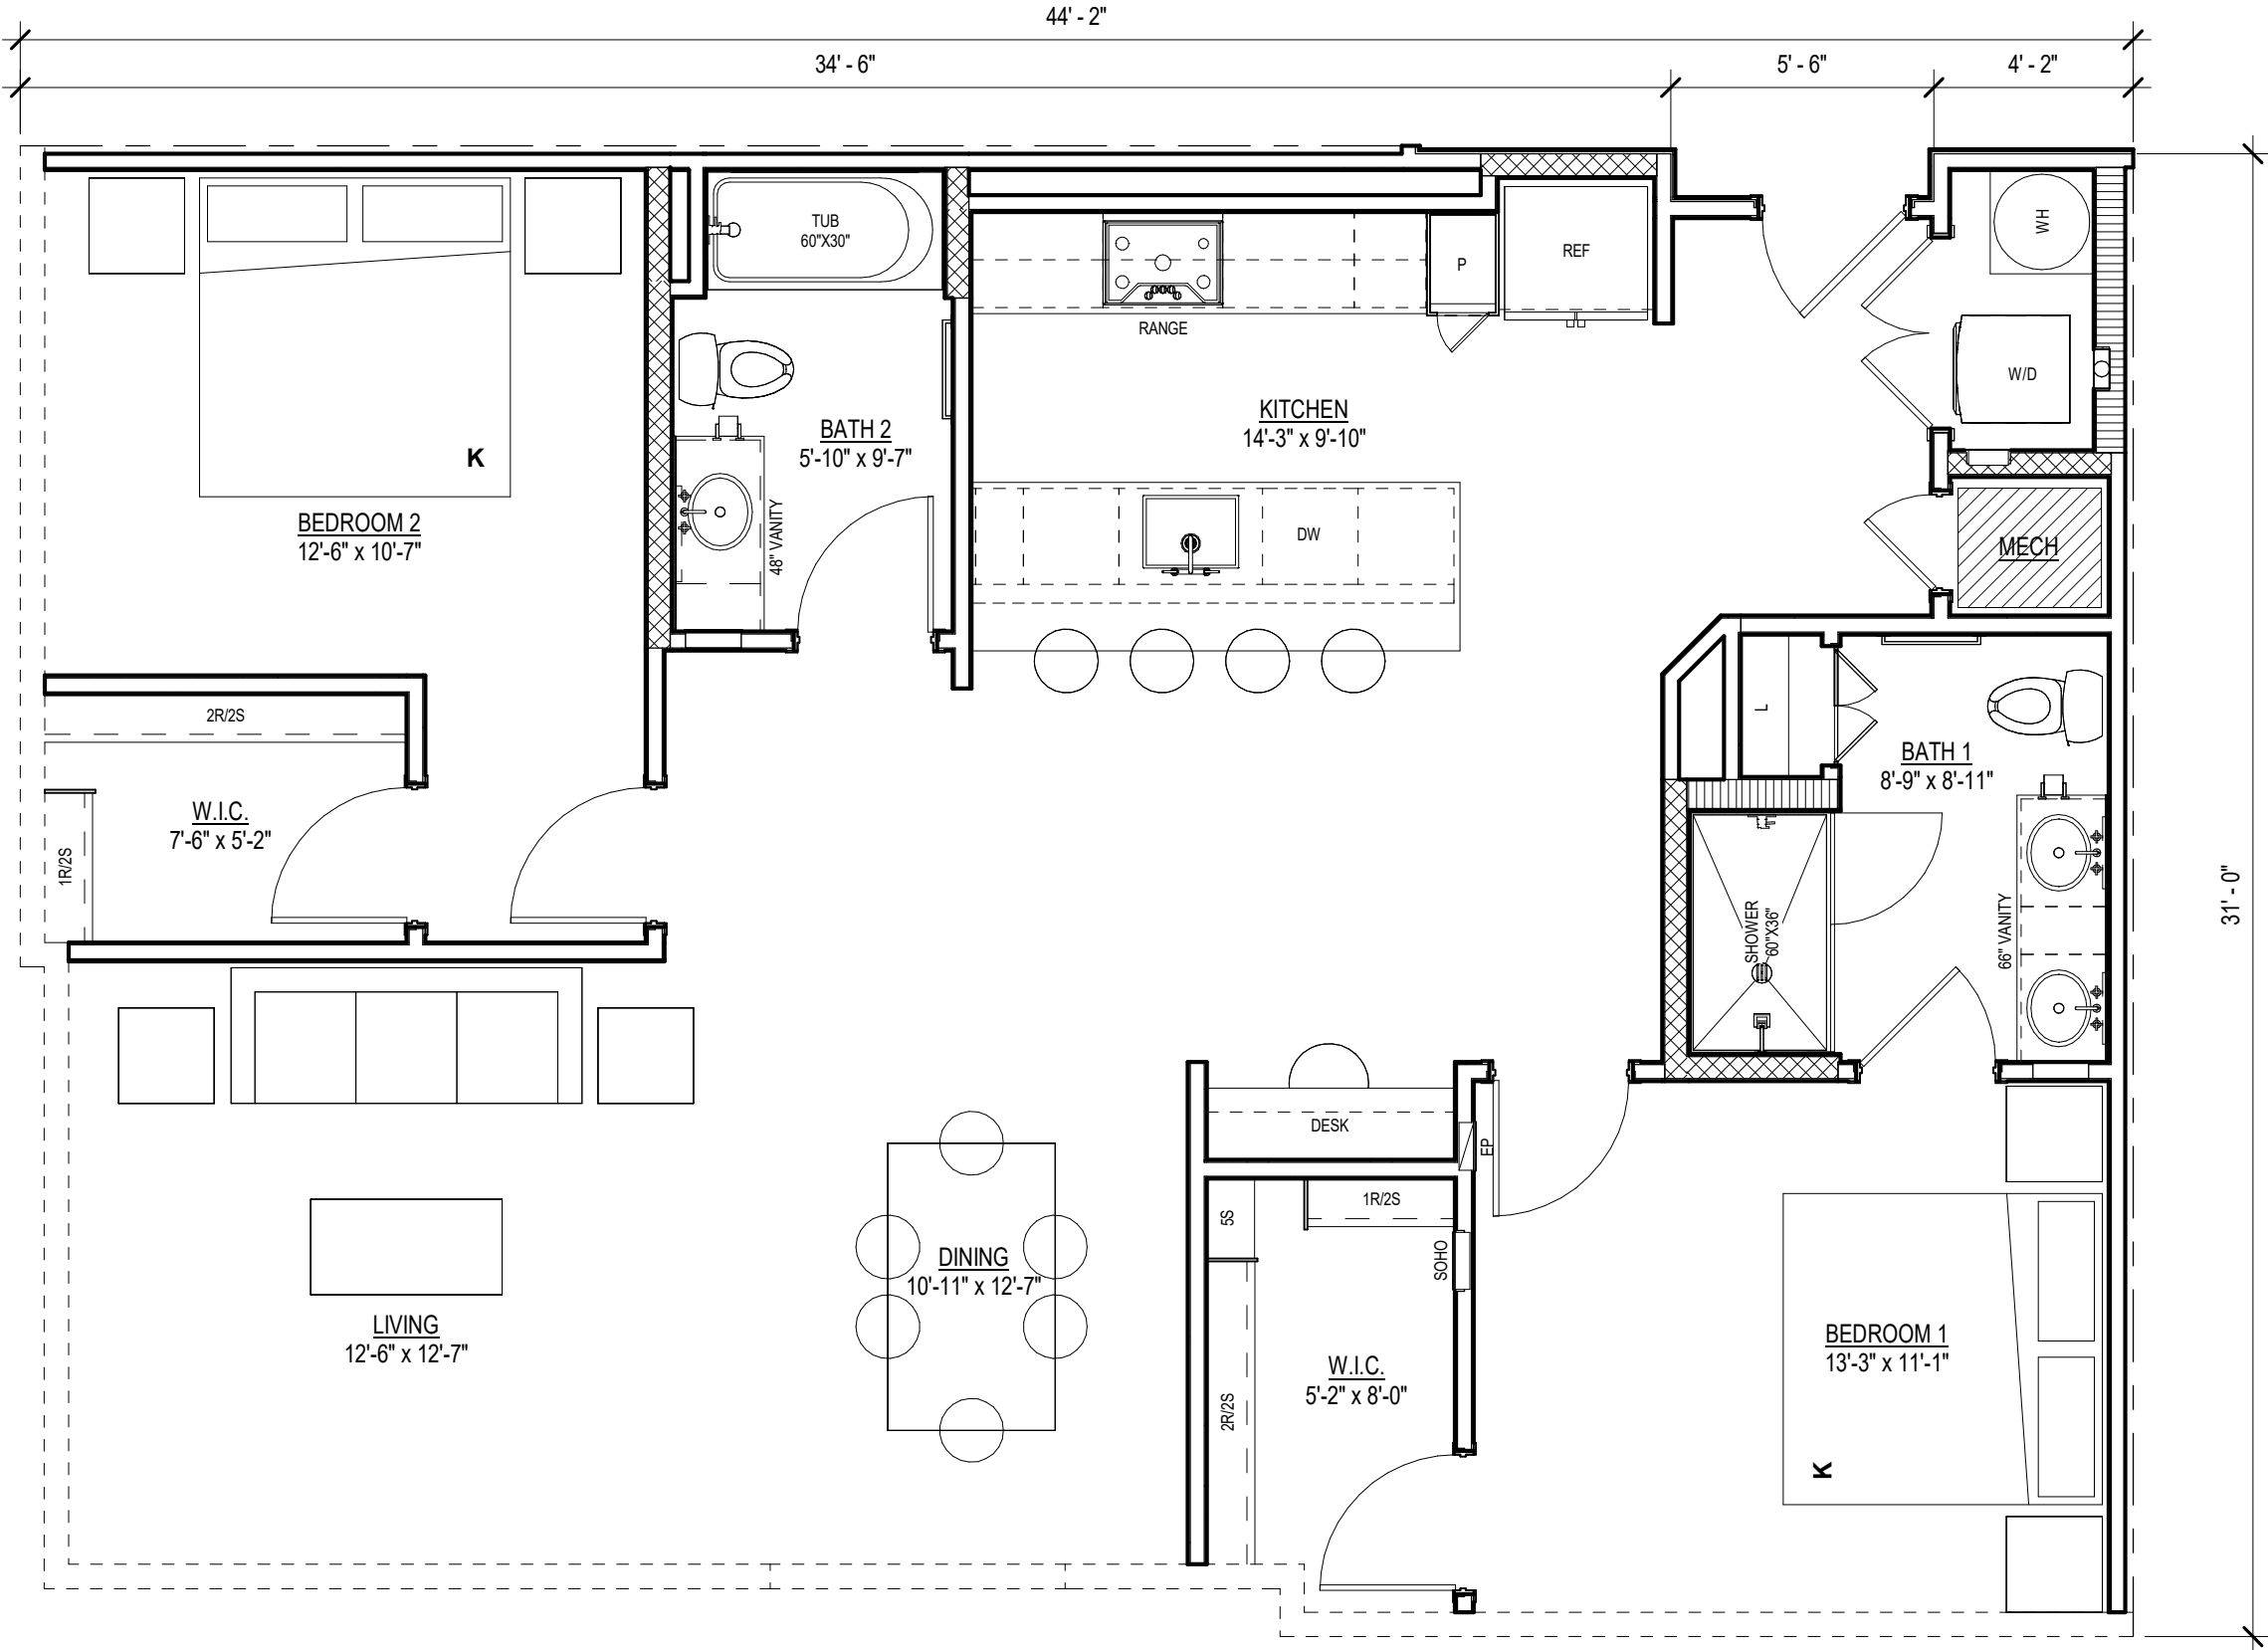 44' - 2"
34' - 6"
5' - 6"
4' - 2"
TUB
60"X30"
WH
P
REF
RANGE
W/D
KITCHEN
14'-3" x 9'-10"
BATH 2
5'-10" x 9'-7"
K
BEDROOM 2
12'-6" x 10'-7"
48" VANITY
DW
MECH
2R/2S
L
BATH 1
8'-9" x 8'-11"
W.I.C.
7'-6" x 5'-2"
1R/2S
31' - 0"
SHOWER
60"X36"
66" VANITY
DESK
EP
1R/2S
5S
SOHO
DINING
10'-11" x 12'-7"
LIVING
12'-6" x 12'-7"
BEDROOM 1
13'-3" x 11'-1"
W.I.C.
5'-2" x 8'-0"
2R/2S
K